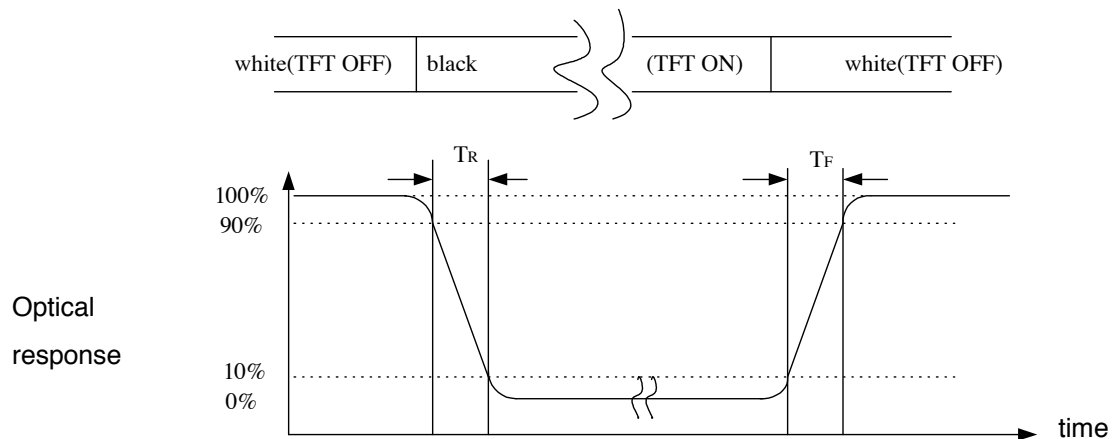 white(TFT OFF) black (TFT ON) white(TFT OFF)
TR TF
100%
90%
Optical
response
10%
0%
time